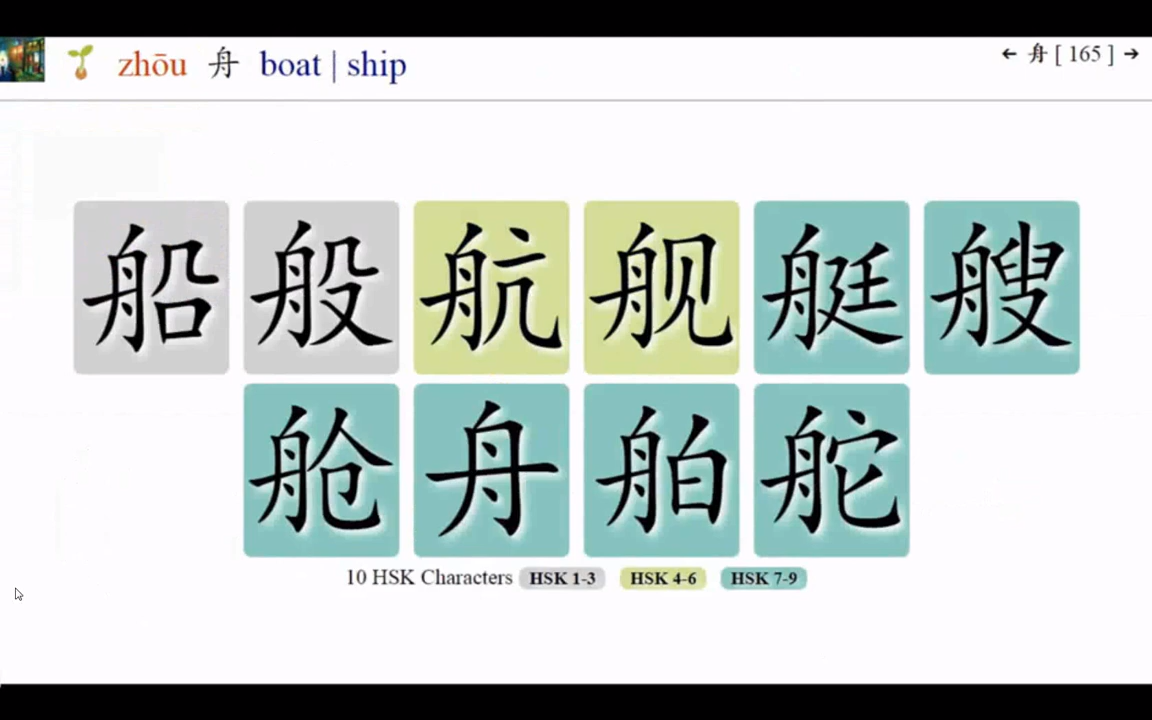 zhōu 舟 boat | ship
← 舟 [ 165 ] →
船 般 航 舰 艇 艘
舱 舟 舶 舵
10 HSK Characters HSK 1-3 HSK 4-6 HSK 7-9